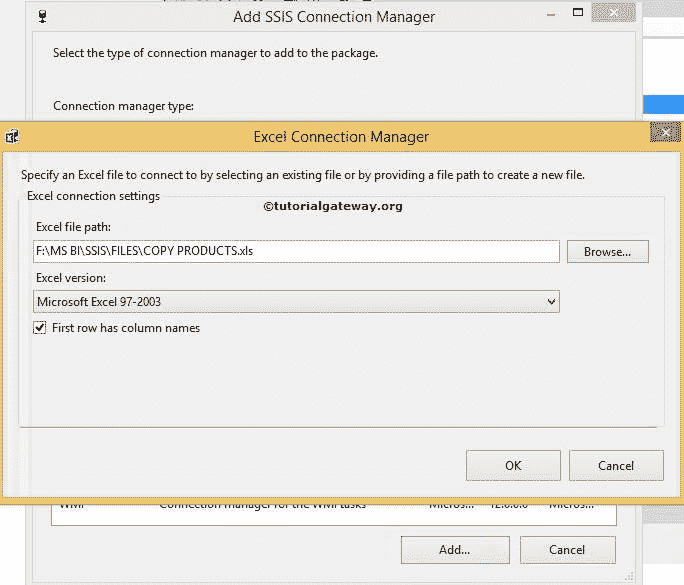 Add SSIS Connection Manager
Select the type of connection manager to add to the package.
Connection manager type:
Excel Connection Manager
Specify an Excel file to connect to by selecting an existing file or by providing a file path to create a new file.
Excel connection settings
©tutorialgateway.org
Excel file path:
F:\MS BI\SSIS\FILES\COPY PRODUCTS.xls
Browse...
Excel version:
Microsoft Excel 97-2003
First row has column names
OK Cancel
WMI Connection manager for the WMI tasks Micros... 12.0.0.0 Micros...
Add... Cancel